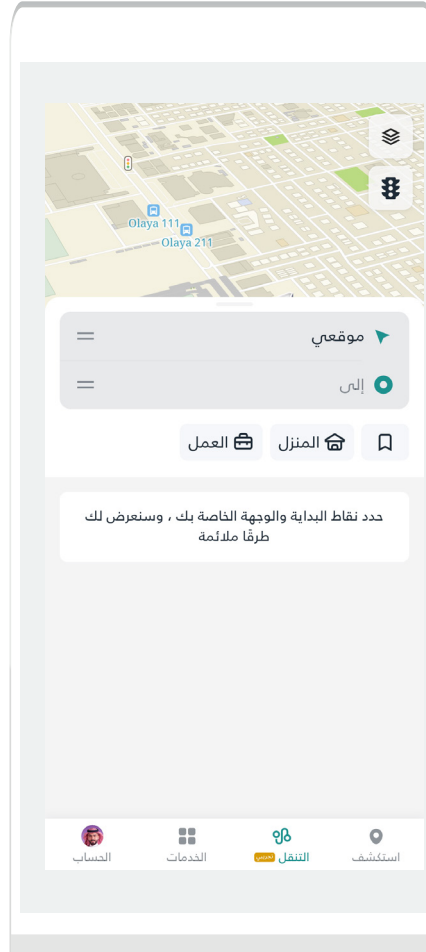 Olaya 111
Olaya 211
موقعي
إلى
المنزل
العمل
حدد نقاط البداية والوجهة الخاصة بك ، وسنعرض لك
طرقًا ملائمة
استكشف
التنقل تجريبي
الخدمات
الحساب